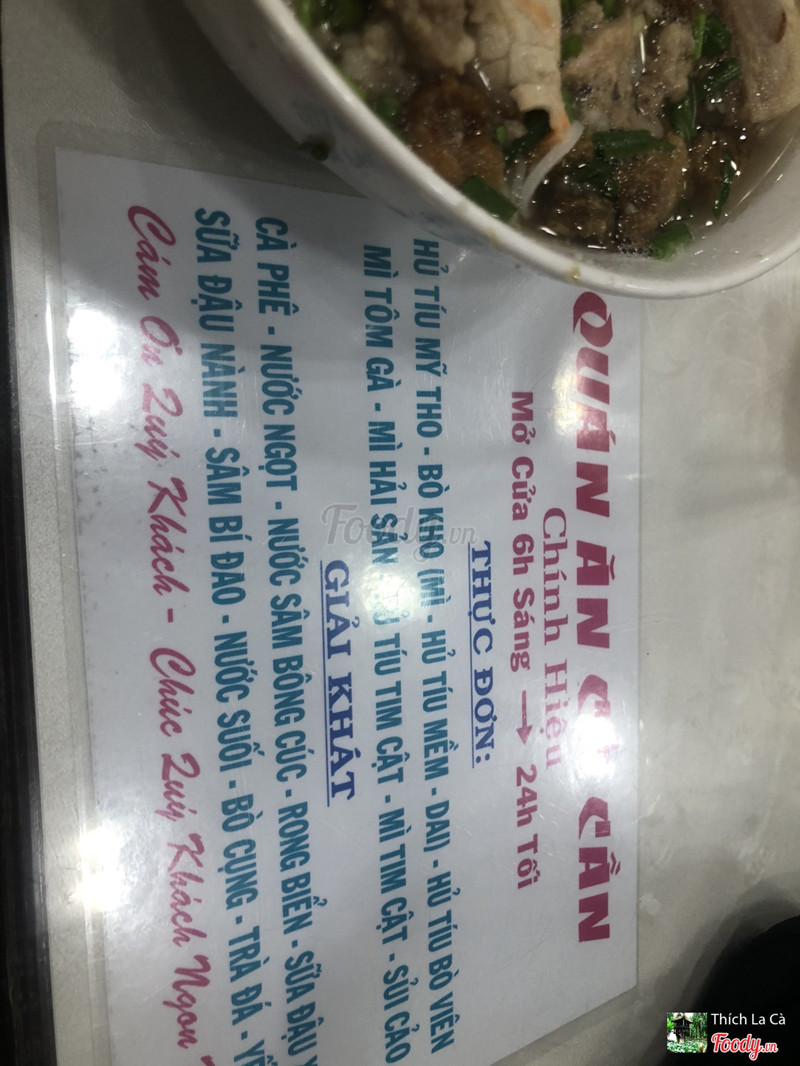 QUÁN ĂN CẦN
Chính Hiệu
Mở Cửa 6h Sáng → 24h Tối
THỰC ĐƠN:
HỦ TÍU MỸ THO - BÒ KHO (MÌ - HỦ TÍU MỀM - DAI) - HỦ TÍU BÒ VIÊN
MÌ TÔM GÀ - MÌ HẢI SẢN HỦ TÍU TIM CẬT - MÌ TIM CẬT - SỦI CẢO
GIẢI KHÁT
CÀ PHÊ - NƯỚC NGỌT - NƯỚC SÂM BÔNG CÚC - RONG BIỂN - SỮA ĐẬU
SỮA ĐẬU NÀNH - SÂM BÍ ĐAO - NƯỚC SUỐI - BÒ CỤNG - TRÀ ĐÁ -
Cám Ơn Quý Khách - Chúc Quý Khách Ngon
Foody.vn
Thích La Cà
Foody.vn